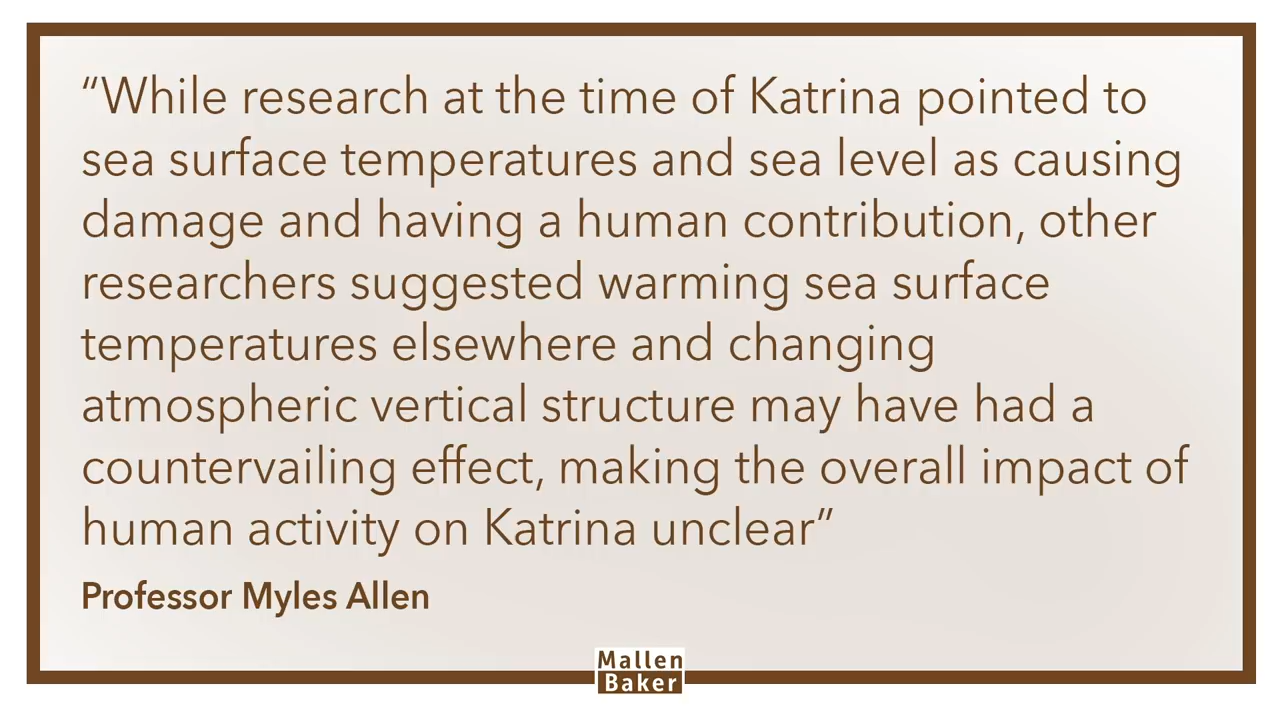 “While research at the time of Katrina pointed to
sea surface temperatures and sea level as causing
damage and having a human contribution, other
researchers suggested warming sea surface
temperatures elsewhere and changing
atmospheric vertical structure may have had a
countervailing effect, making the overall impact of
human activity on Katrina unclear”
Professor Myles Allen
Mallen
Baker